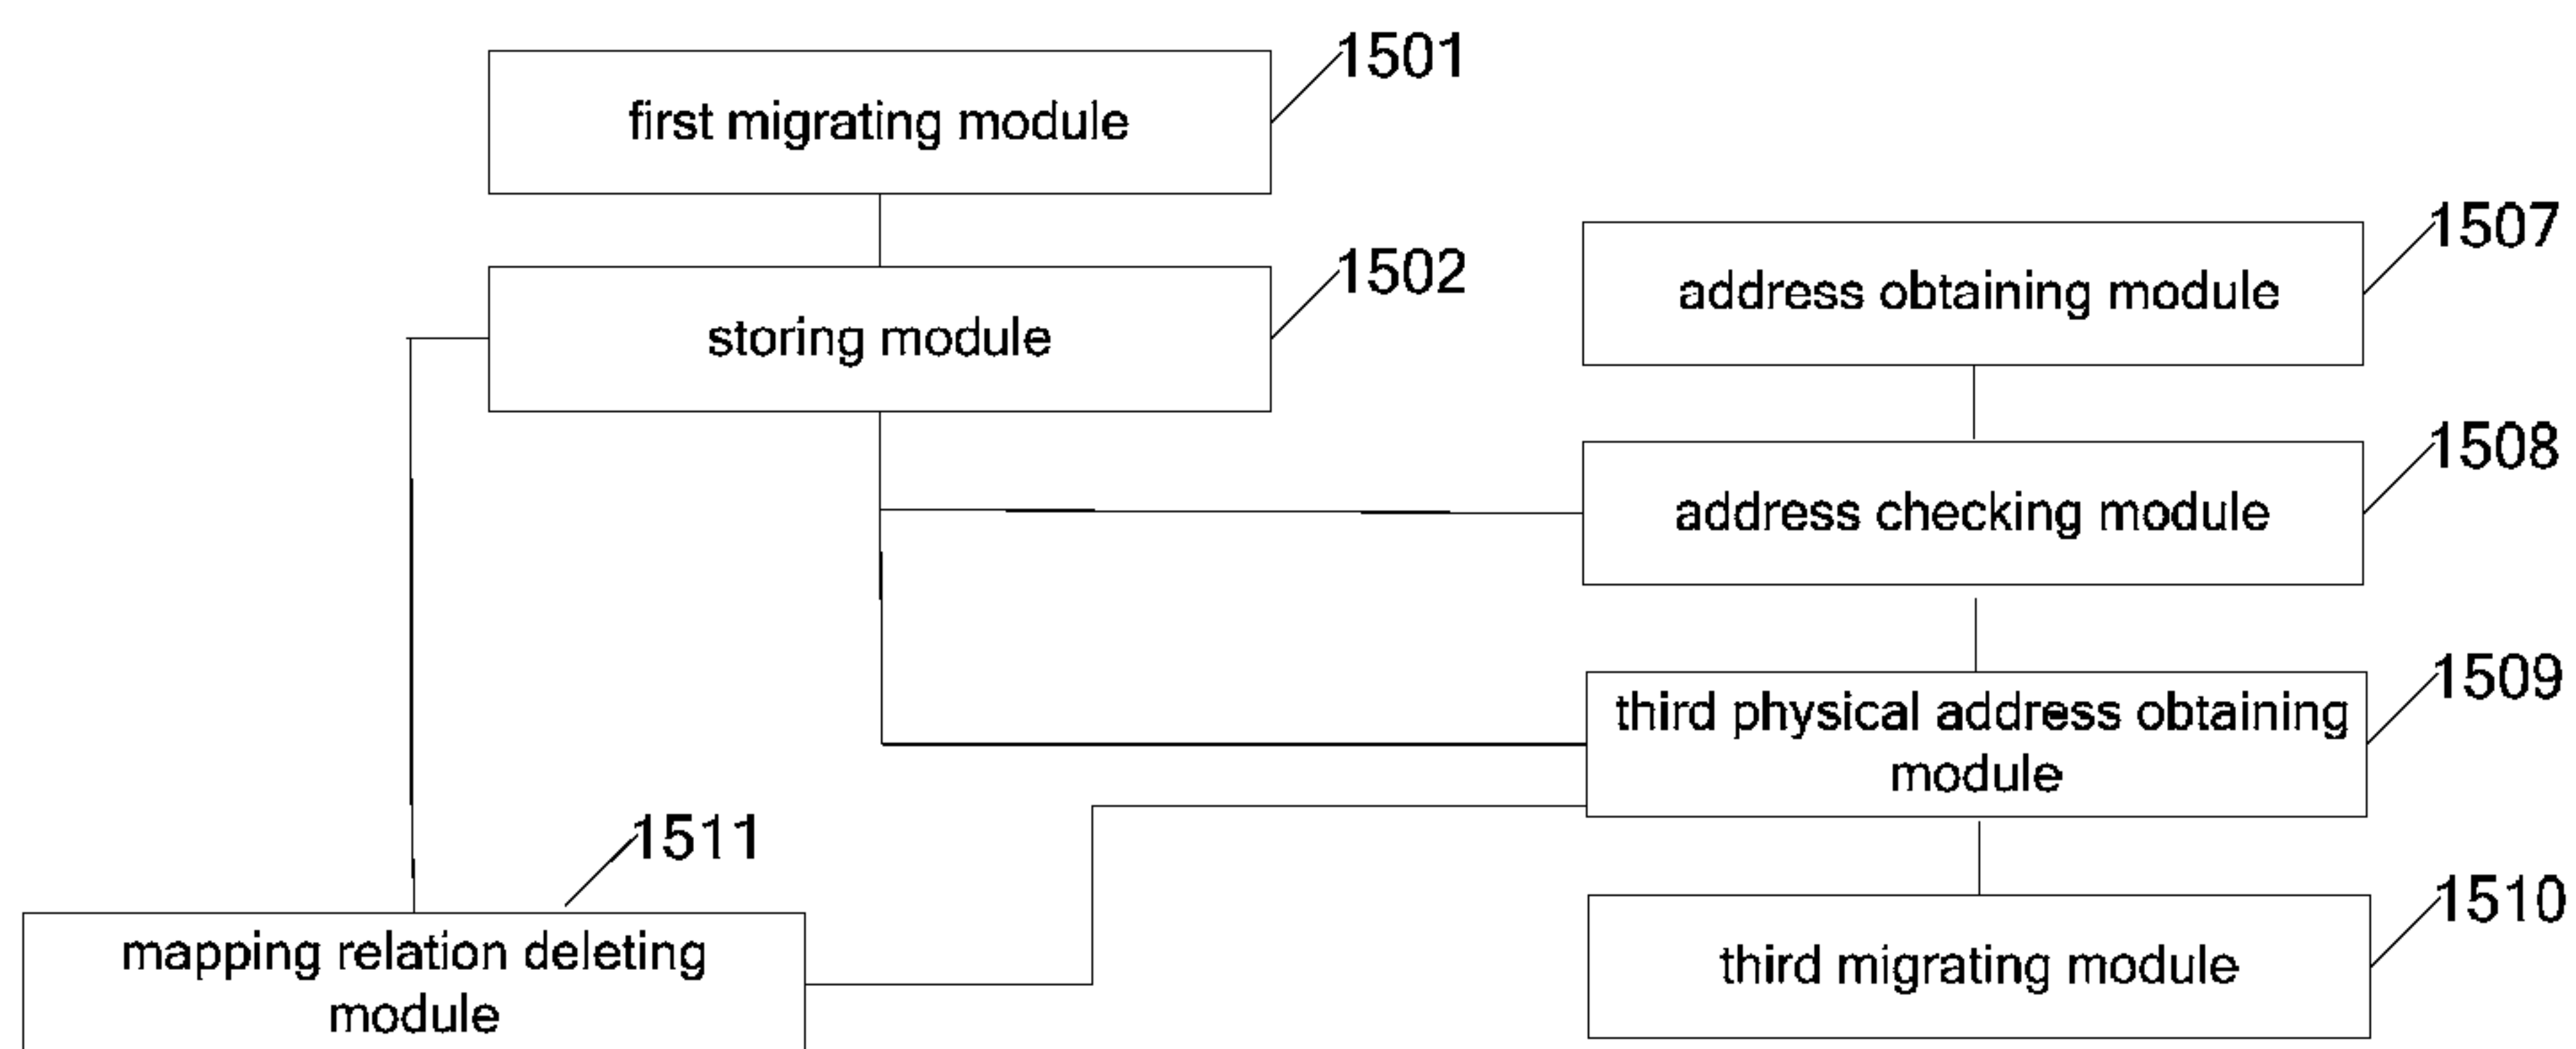 1501
first migrating module
1507
1502
address obtaining module
storing module
1508
address checking module
1509
third physical address obtaining
module
1511
1510
mapping relation deleting
module
third migrating module